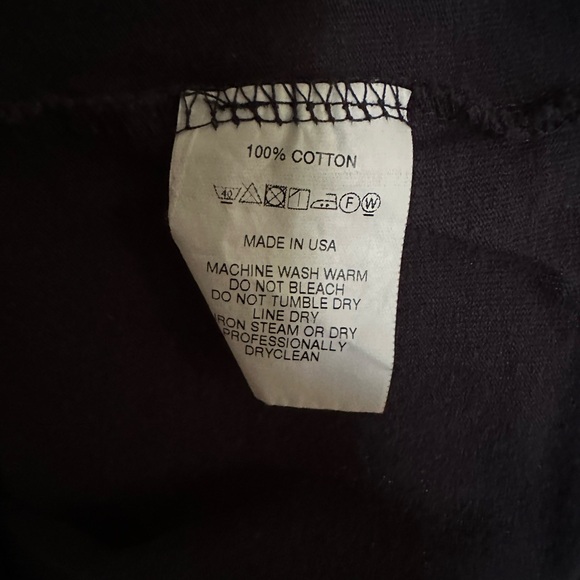 100% COTTON
40 F W
MADE IN USA
MACHINE WASH WARM
DO NOT BLEACH
DO NOT TUMBLE DRY
LINE DRY
IRON STEAM OR DRY
PROFESSIONALLY
DRYCLEAN